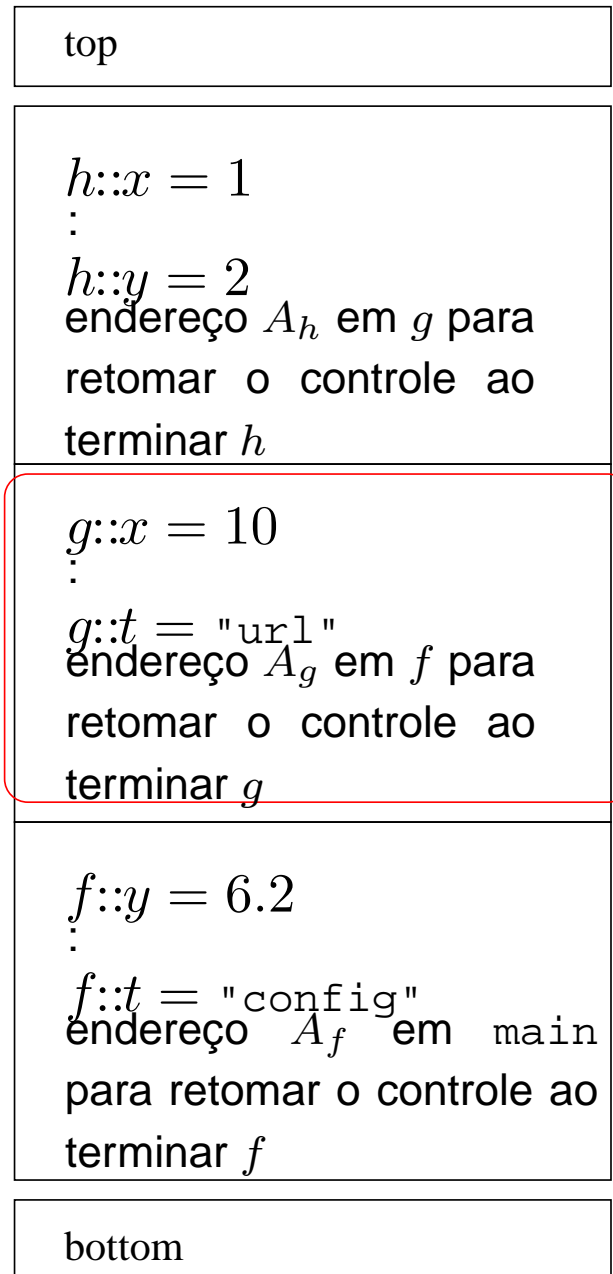 top
h::x = 1
⋮
h::y = 2
endereço A_h em g para
retomar o controle ao
terminar h
g::x = 10
⋮
g::t = "url"
endereço A_g em f para
retomar o controle ao
terminar g
f::y = 6.2
⋮
f::t = "config"
endereço A_f em main
para retomar o controle ao
terminar f
bottom